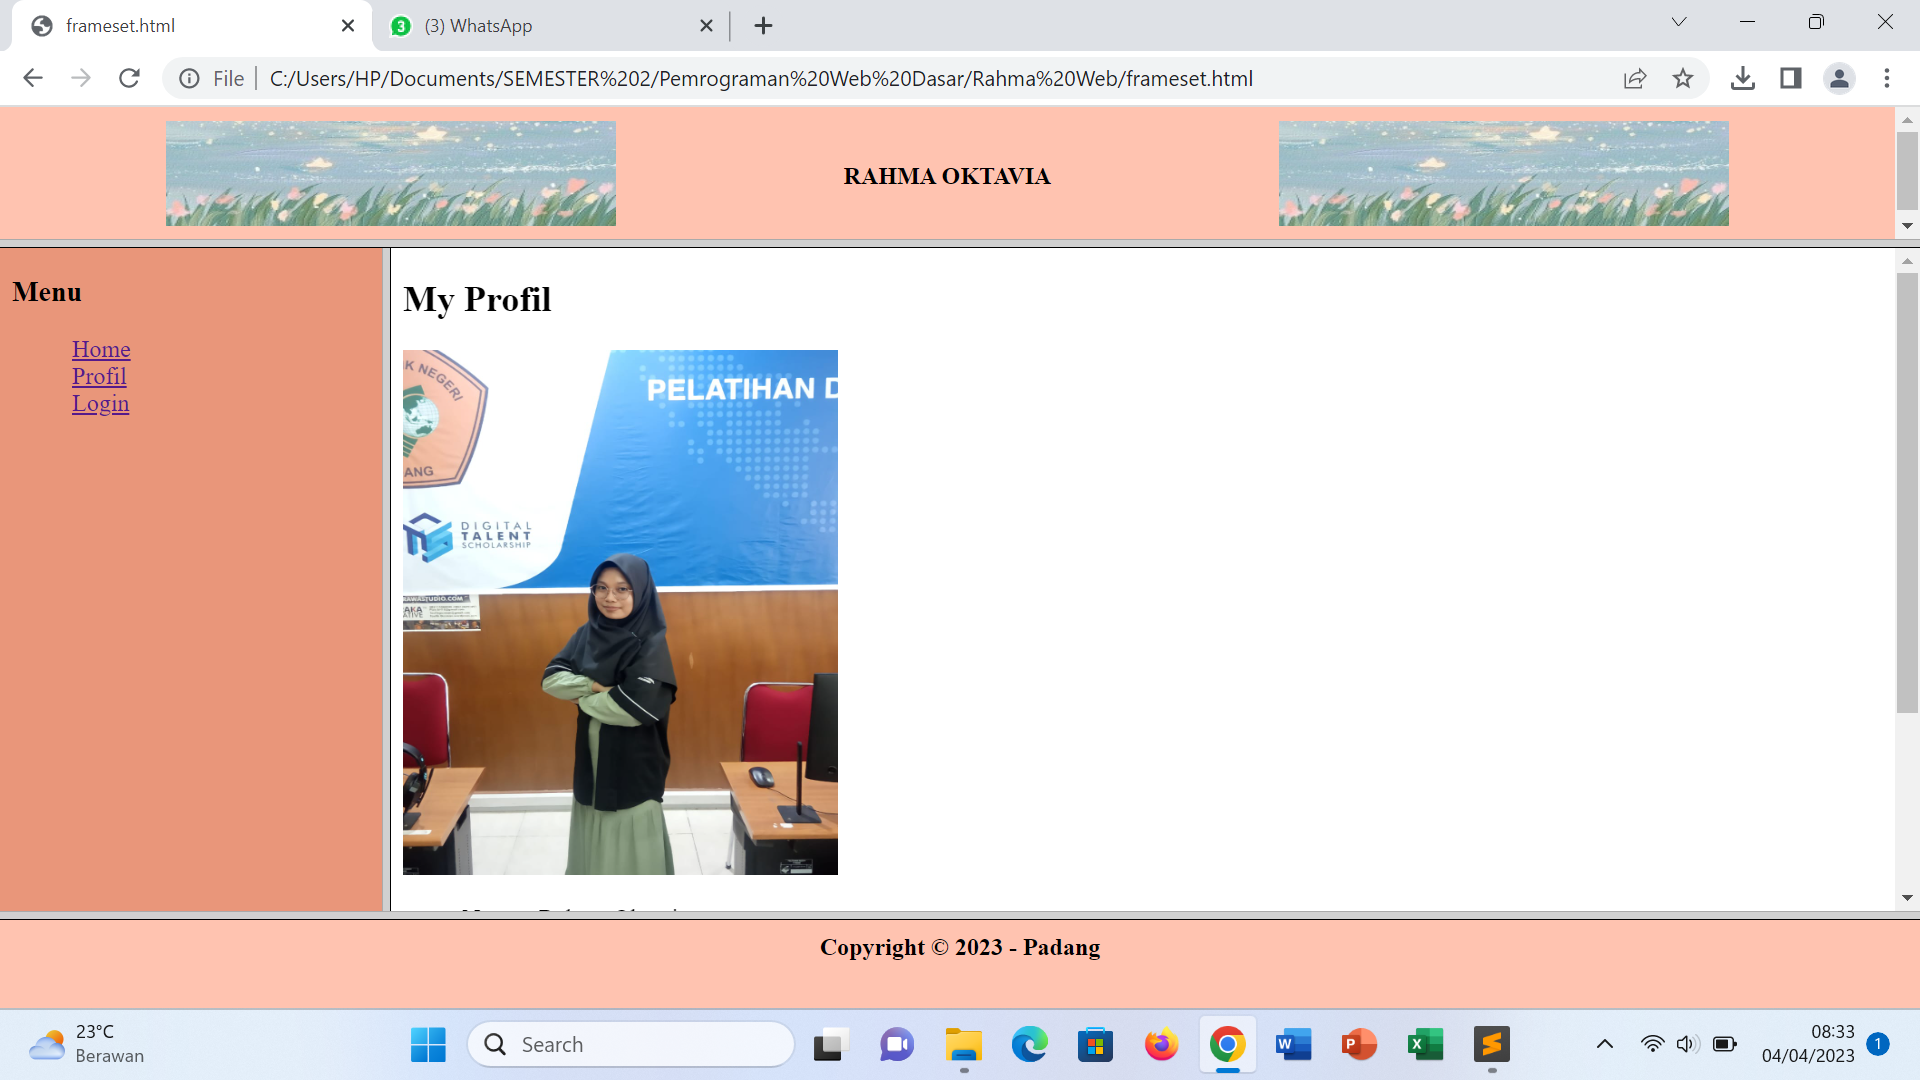 frameset.html
3
(3) WhatsApp
File
C:/Users/HP/Documents/SEMESTER%202/Pemrograman%20Web%20Dasar/Rahma%20Web/frameset.html
RAHMA OKTAVIA
Menu
Home
Profil
Login
My Profil
K NEGERI
ANG
PELATIHAN D
DIGITAL
TALENT
SCHOLARSHIP
Copyright © 2023 - Padang
23°C
Berawan
Search
08:33
04/04/2023
1